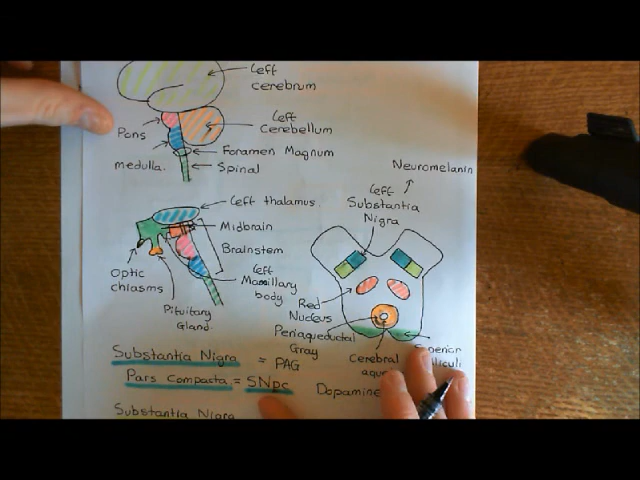 Left
cerebrum
Left
Cerebellum
Pons
Foramen Magnum
medulla.
Spinal
Neuromelanin
Left
Substantia
Nigra
Left thalamus.
Midbrain
Brainstem
Left
Mamillary
body
Optic
chiasms
Pituitary
Gland.
Red
Nucleus
Periaqueductal
Gray
= PAG
Cerebral
Substantia Nigra
Pars Compacta = SNpc
Dopamine
Substantia Nigra